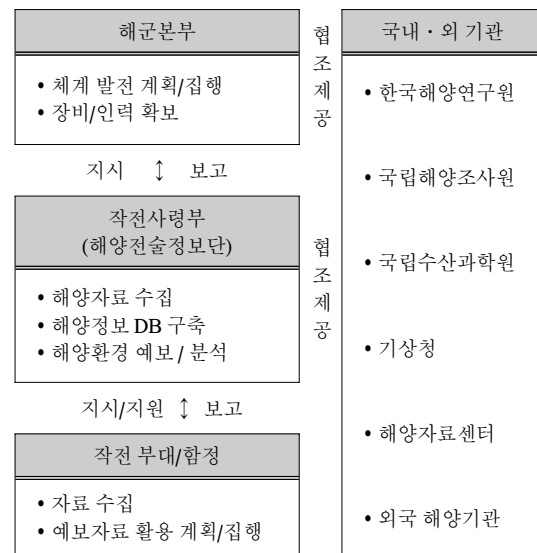 해군본부
• 체계 발전 계획/집행
• 장비/인력 확보
지시 ↕ 보고
작전사령부
(해양전술정보단)
• 해양자료 수집
• 해양정보 DB 구축
• 해양환경 예보 / 분석
지시/지원 ↕ 보고
작전 부대/함정
• 자료 수집
• 예보자료 활용 계획/집행
협
조
제
공
협
조
제
공
국내 · 외 기관
• 한국해양연구원
• 국립해양조사원
• 국립수산과학원
• 기상청
• 해양자료센터
• 외국 해양기관